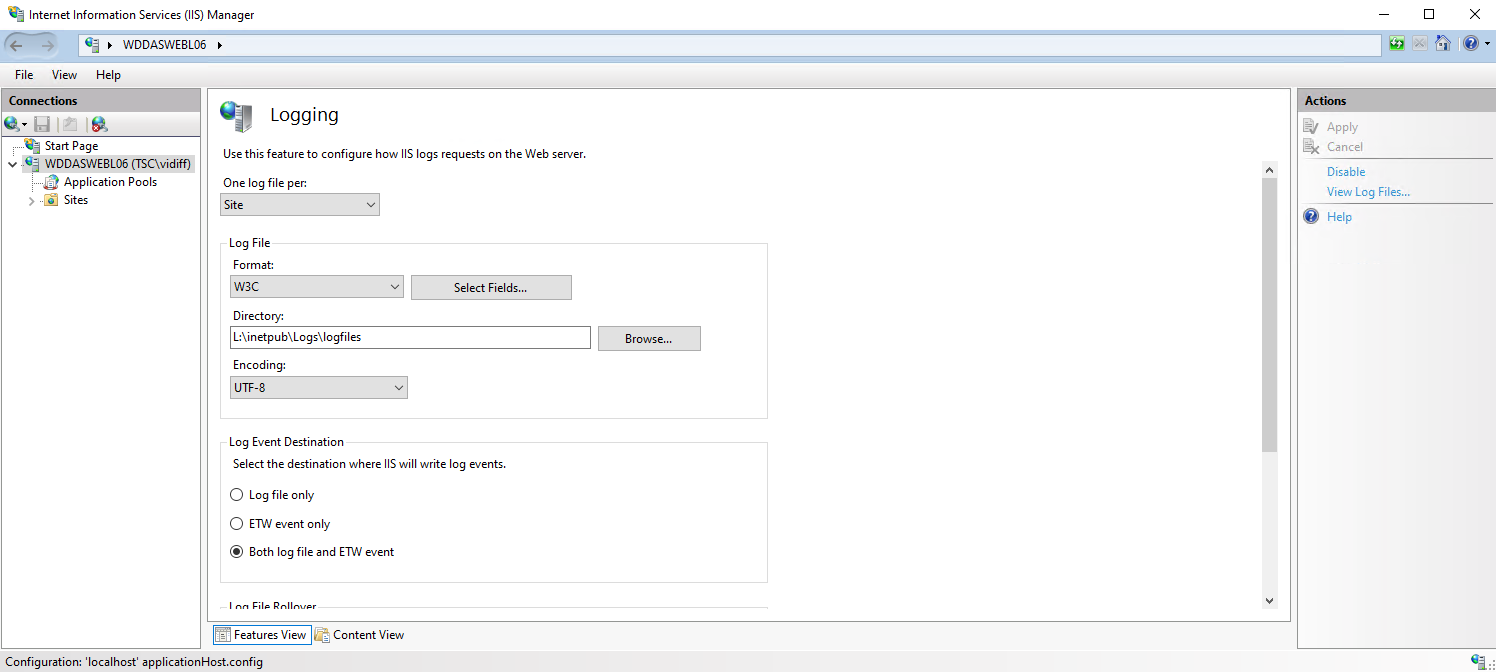 Internet Information Services (IIS) Manager
WDDASWEBL06
File View Help
Connections
Start Page
WDDASWEBL06 (TSC\vidiff)
Application Pools
Sites
Logging
Use this feature to configure how IIS logs requests on the Web server.
One log file per:
Site
Log File
Format:
W3C
Select Fields...
Directory:
L:\inetpub\Logs\logfiles
Browse...
Encoding:
UTF-8
Log Event Destination
Select the destination where IIS will write log events.
Log file only
ETW event only
Both log file and ETW event
Log File Rollover
Features View
Content View
Actions
Apply
Cancel
Disable
View Log Files...
Help
Configuration: 'localhost' applicationHost.config